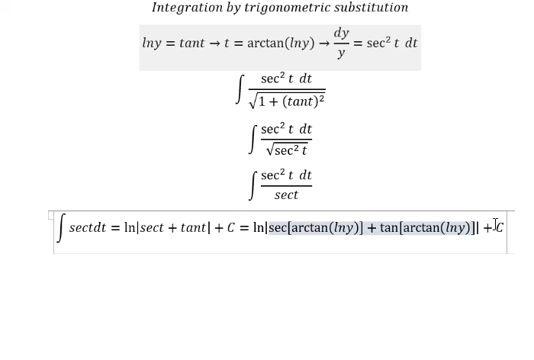 Integration by trigonometric substitution
lny = tant → t = arctan(lny) → dy/y = sec² t dt
∫ sec² t dt / √(1 + (tant)²)
∫ sec² t dt / √(sec² t)
∫ sec² t dt / sect
∫ sectdt = ln|sect + tant| + C = ln|sec[arctan(lny)] + tan[arctan(lny)]| + C